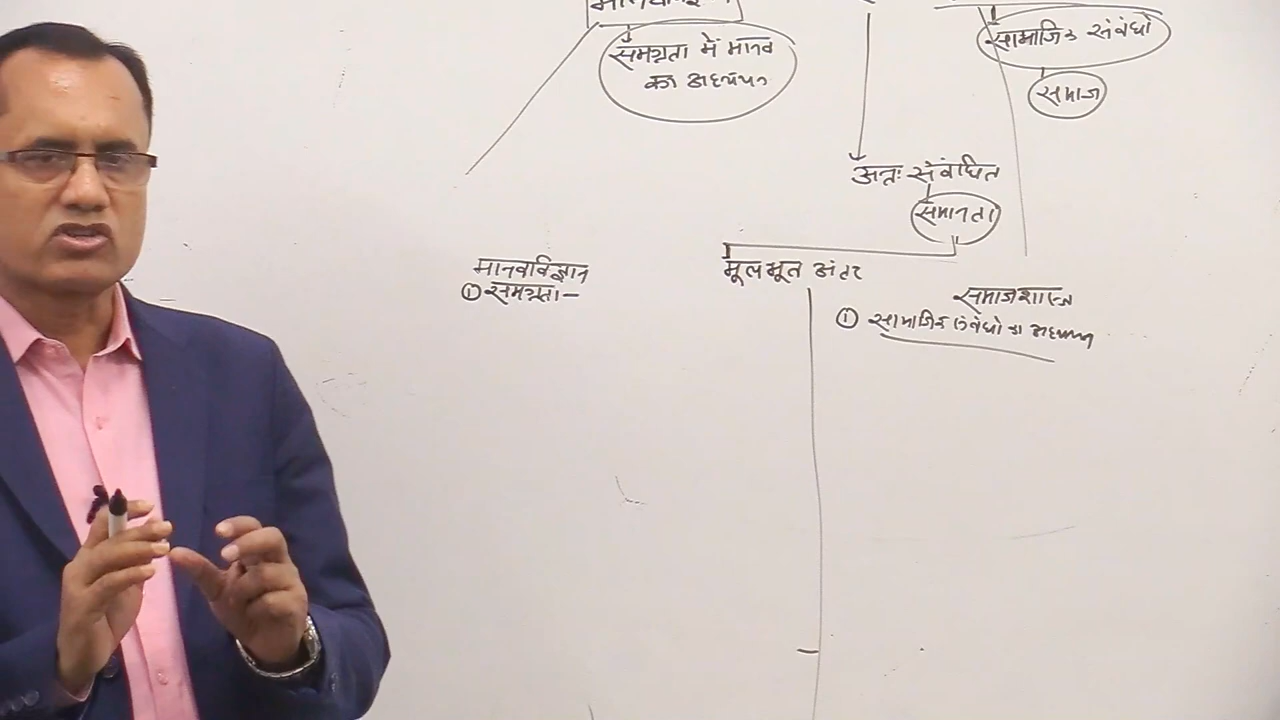 समग्रता में मानव
का अध्ययन
सामाजिक संबंधो
समाज
अन्तः संबंधित
समानता
मूलभूत अंतर
मानवविज्ञान
① समग्रता-
समाजशास्त्र
① सामाजिक संबंधो का अध्ययन